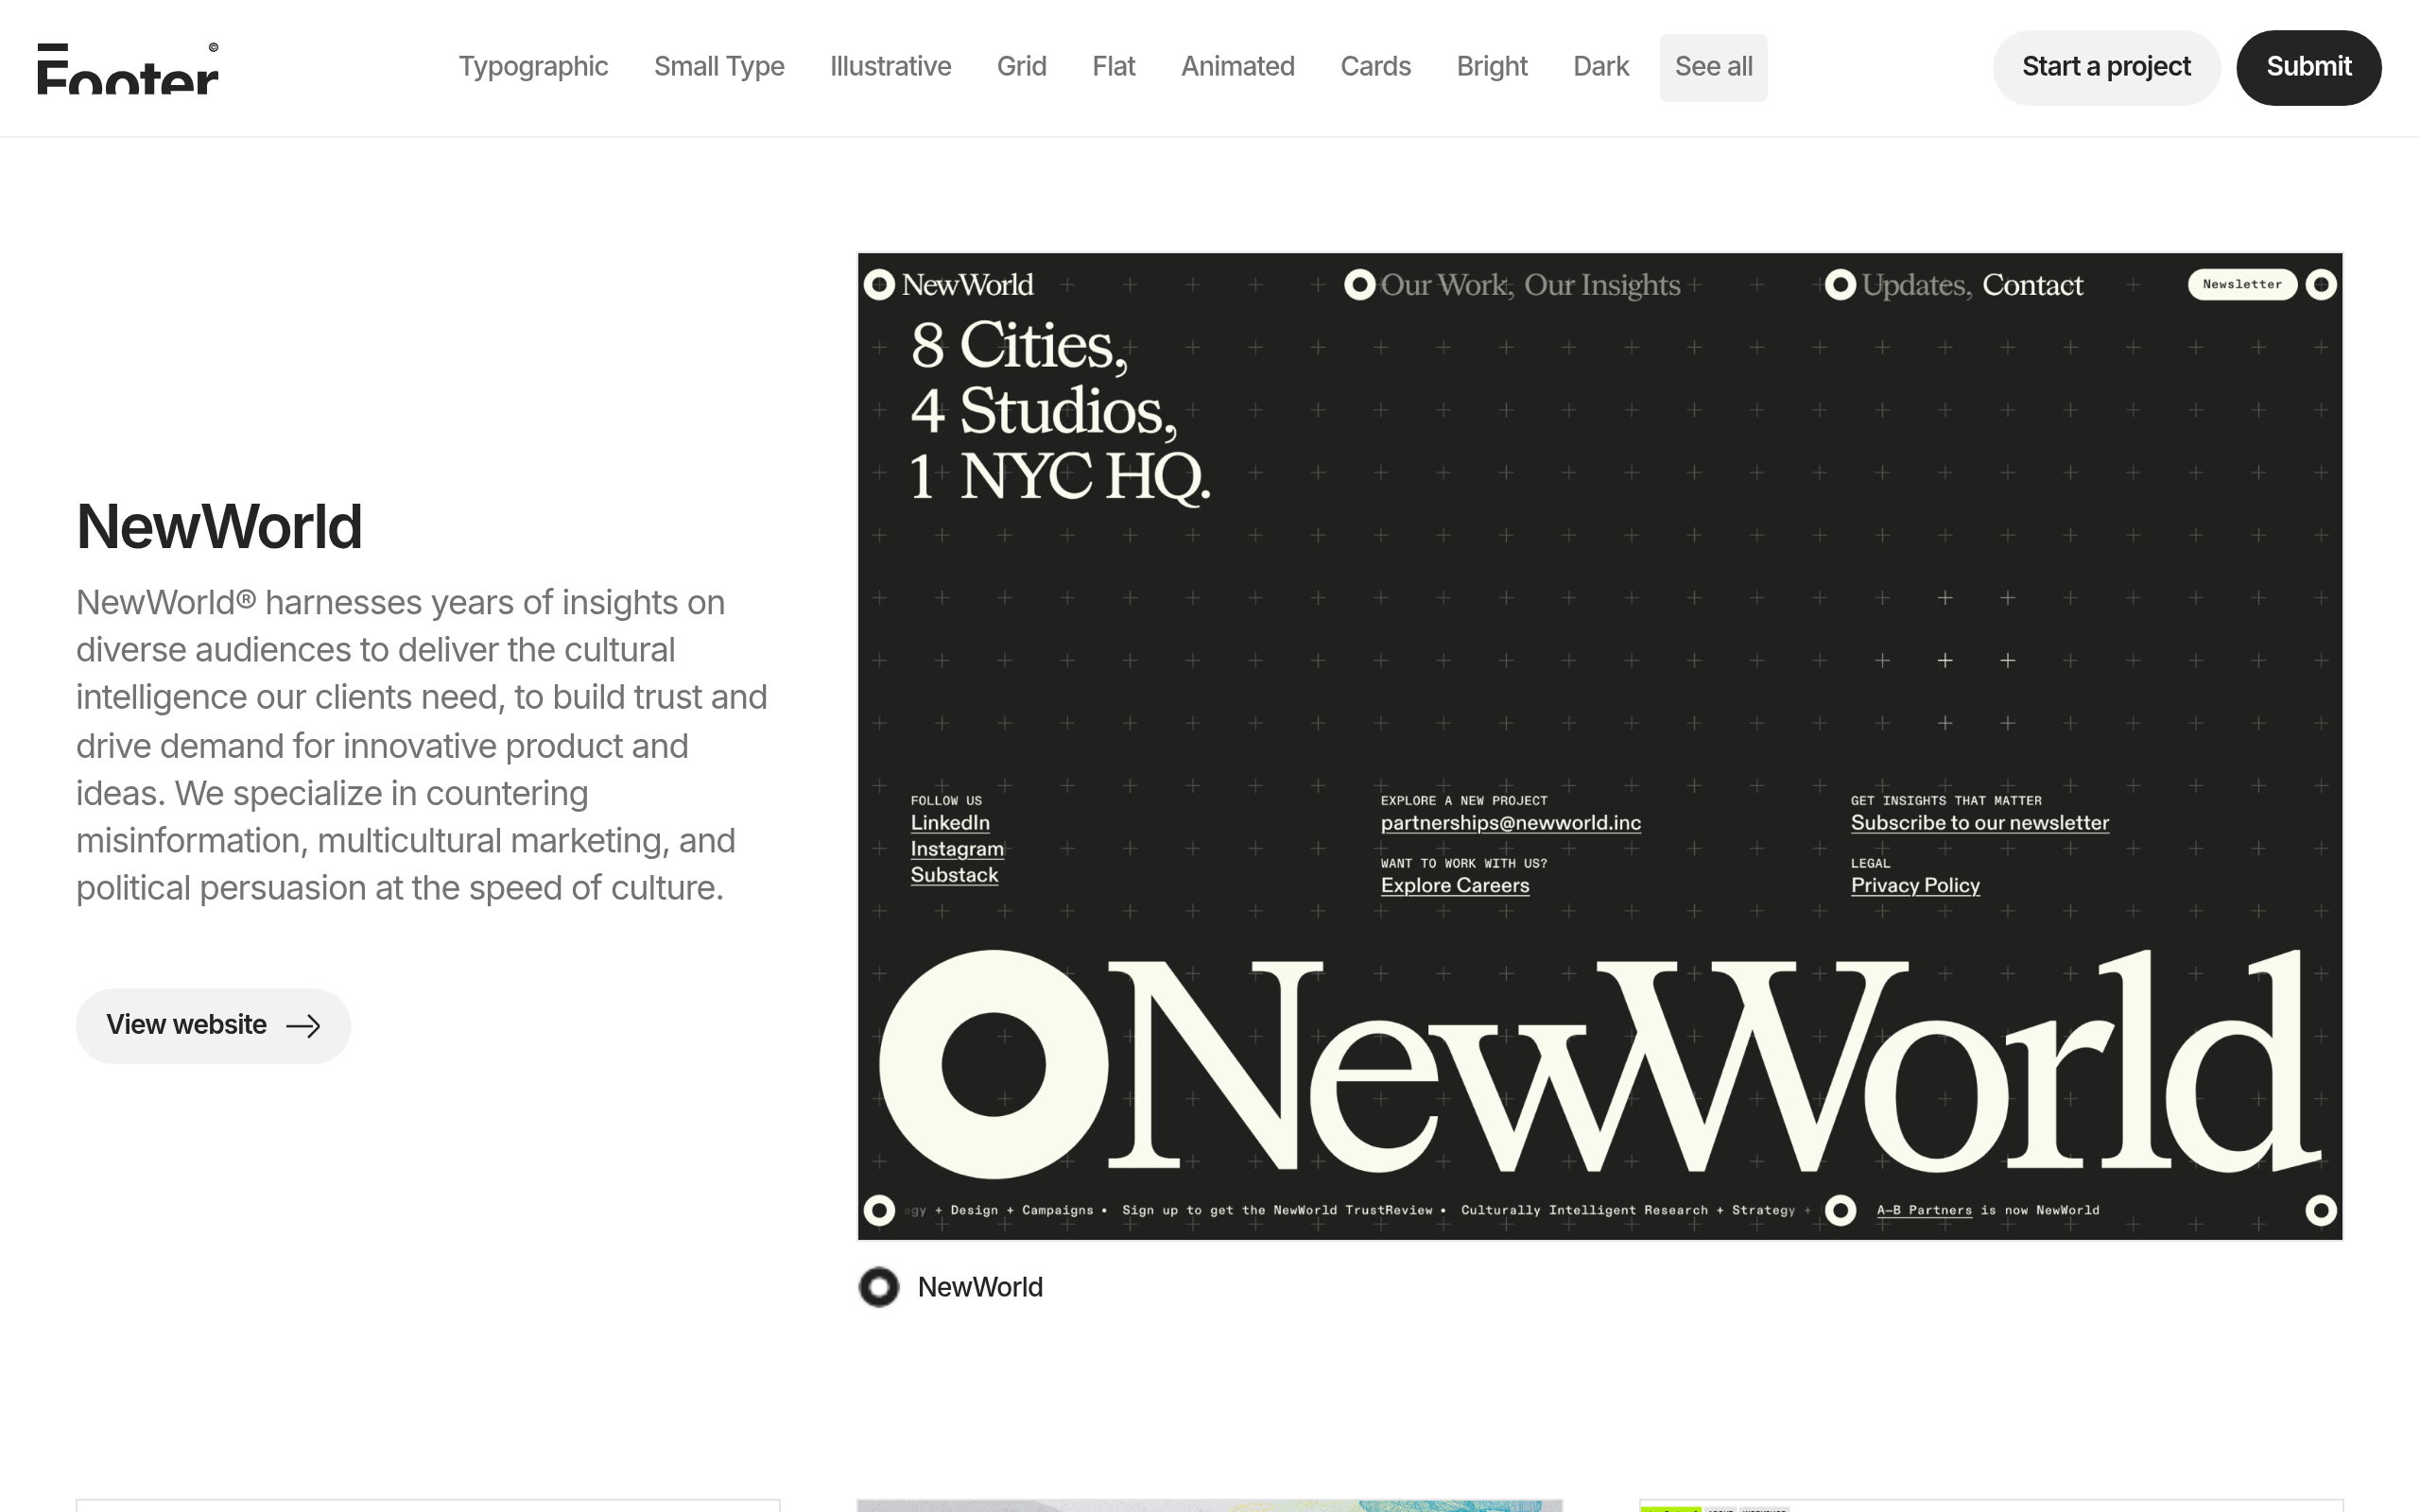 Footer©
Typographic Small Type Illustrative Grid Flat Animated Cards Bright Dark See all
Start a project Submit
NewWorld
NewWorld® harnesses years of insights on
diverse audiences to deliver the cultural
intelligence our clients need, to build trust and
drive demand for innovative product and
ideas. We specialize in countering
misinformation, multicultural marketing, and
political persuasion at the speed of culture.
View website
NewWorld Our Work, Our Insights Updates, Contact Newsletter
8 Cities,
4 Studios,
1 NYC HQ.
FOLLOW US
LinkedIn
Instagram
Substack
EXPLORE A NEW PROJECT
partnerships@newworld.inc
WANT TO WORK WITH US?
Explore Careers
GET INSIGHTS THAT MATTER
Subscribe to our newsletter
LEGAL
Privacy Policy
NewWorld
egy + Design + Campaigns • Sign up to get the NewWorld TrustReview • Culturally Intelligent Research + Strategy + A—B Partners is now NewWorld
NewWorld